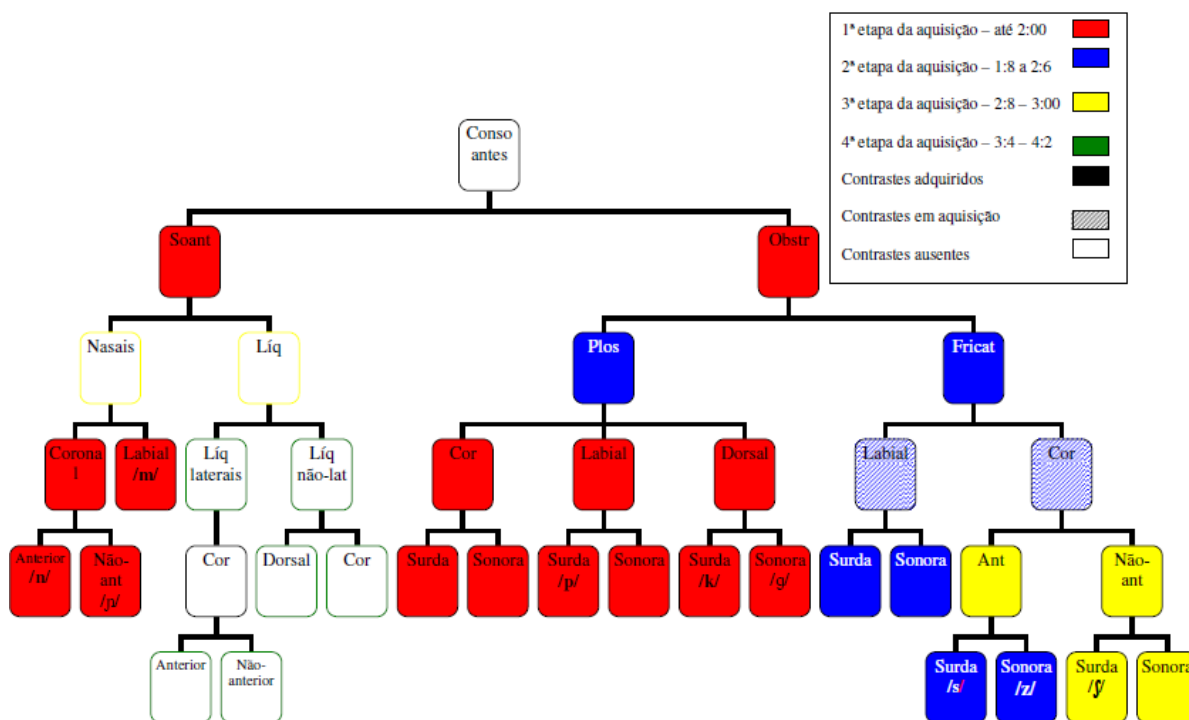 1ª etapa da aquisição – até 2:00
2ª etapa da aquisição – 1:8 a 2:6
3ª etapa da aquisição – 2:8 – 3:00
4ª etapa da aquisição – 3:4 – 4:2
Contrastes adquiridos
Contrastes em aquisição
Contrastes ausentes
Conso
antes
Soant
Obstr
Nasais
Líq
Plos
Fricat
Corona
l
Labial
/m/
Líq
laterais
Líq
não-lat
Cor
Labial
Dorsal
Labial
Cor
Anterior
/n/
Não-
ant
/ɲ/
Cor
Dorsal
Cor
Surda
Sonora
Surda
/p/
Sonora
Surda
/k/
Sonora
/g/
Surda
Sonora
Ant
Não-
ant
Anterior
Não-
anterior
Surda
/s/
Sonora
/z/
Surda
/ʃ/
Sonora